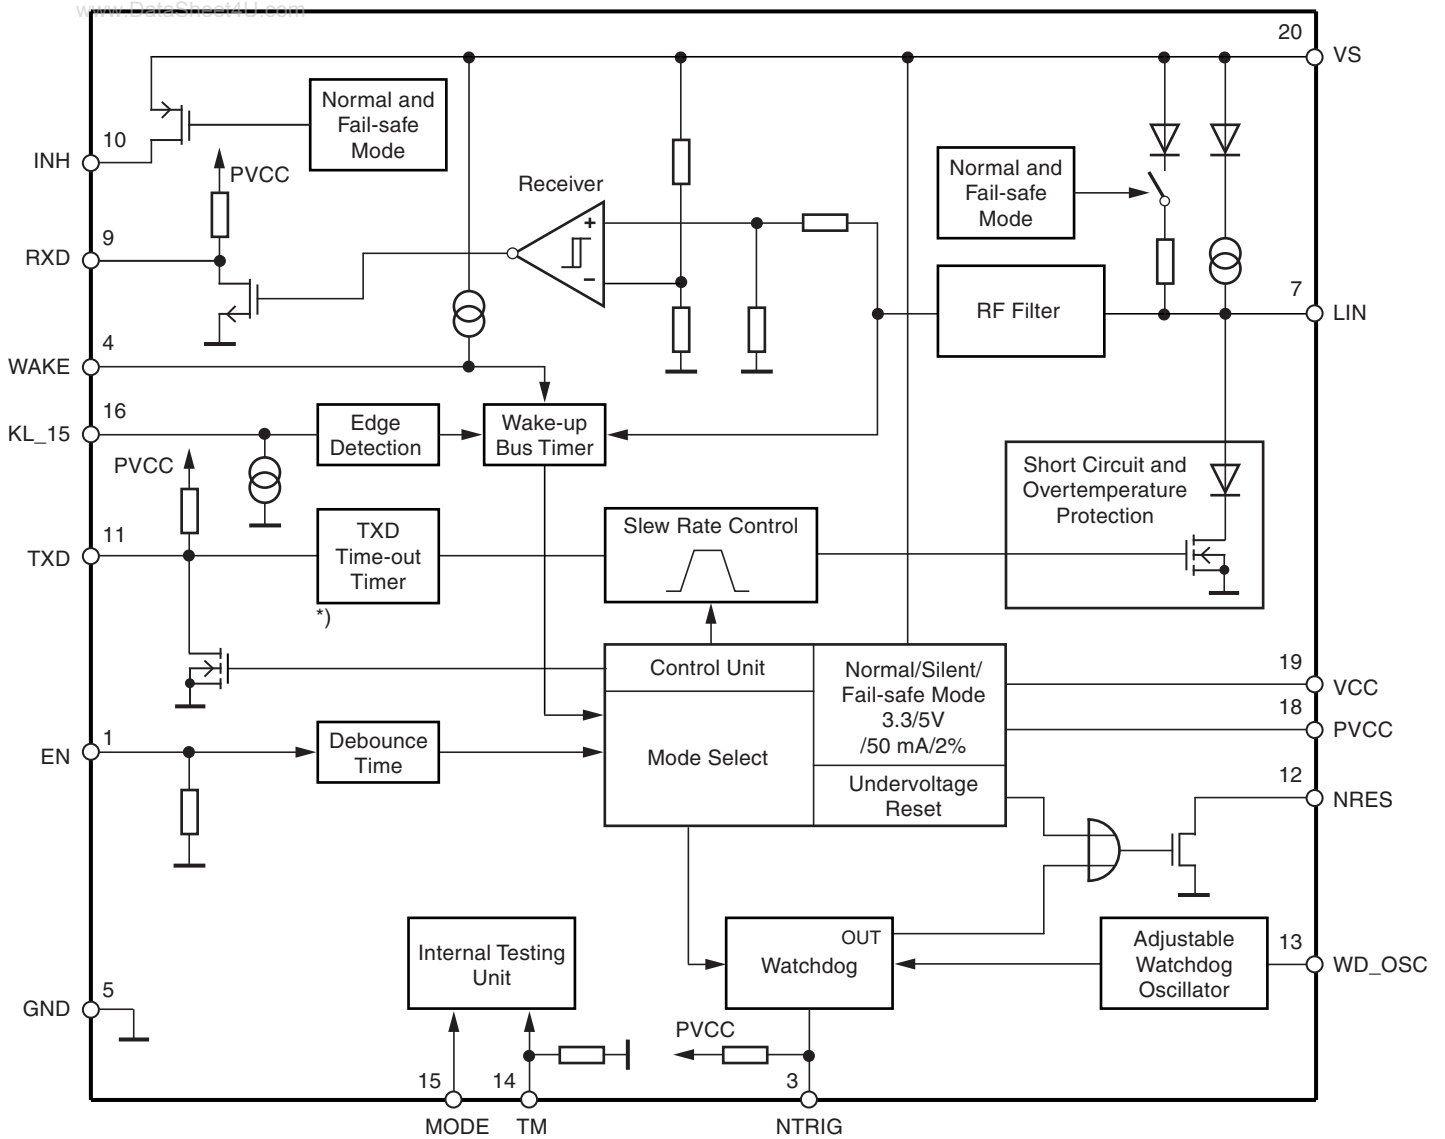 www.DataSheet4U.com
20
VS
Normal and
Fail-safe
Mode
10
INH
PVCC
Receiver
Normal and
Fail-safe
Mode
9
RXD
+
−
RF Filter
7
LIN
4
WAKE
16
KL_15
Edge
Detection
Wake-up
Bus Timer
PVCC
Short Circuit and
Overtemperature
Protection
11
TXD
TXD
Time-out
Timer
*)
Slew Rate Control
Control Unit
Mode Select
Normal/Silent/
Fail-safe Mode
3.3/5V
/50 mA/2%
Undervoltage
Reset
19
VCC
18
PVCC
1
EN
Debounce
Time
12
NRES
Internal Testing
Unit
OUT
Watchdog
Adjustable
Watchdog
Oscillator
13
WD_OSC
5
GND
PVCC
15
MODE
14
TM
3
NTRIG